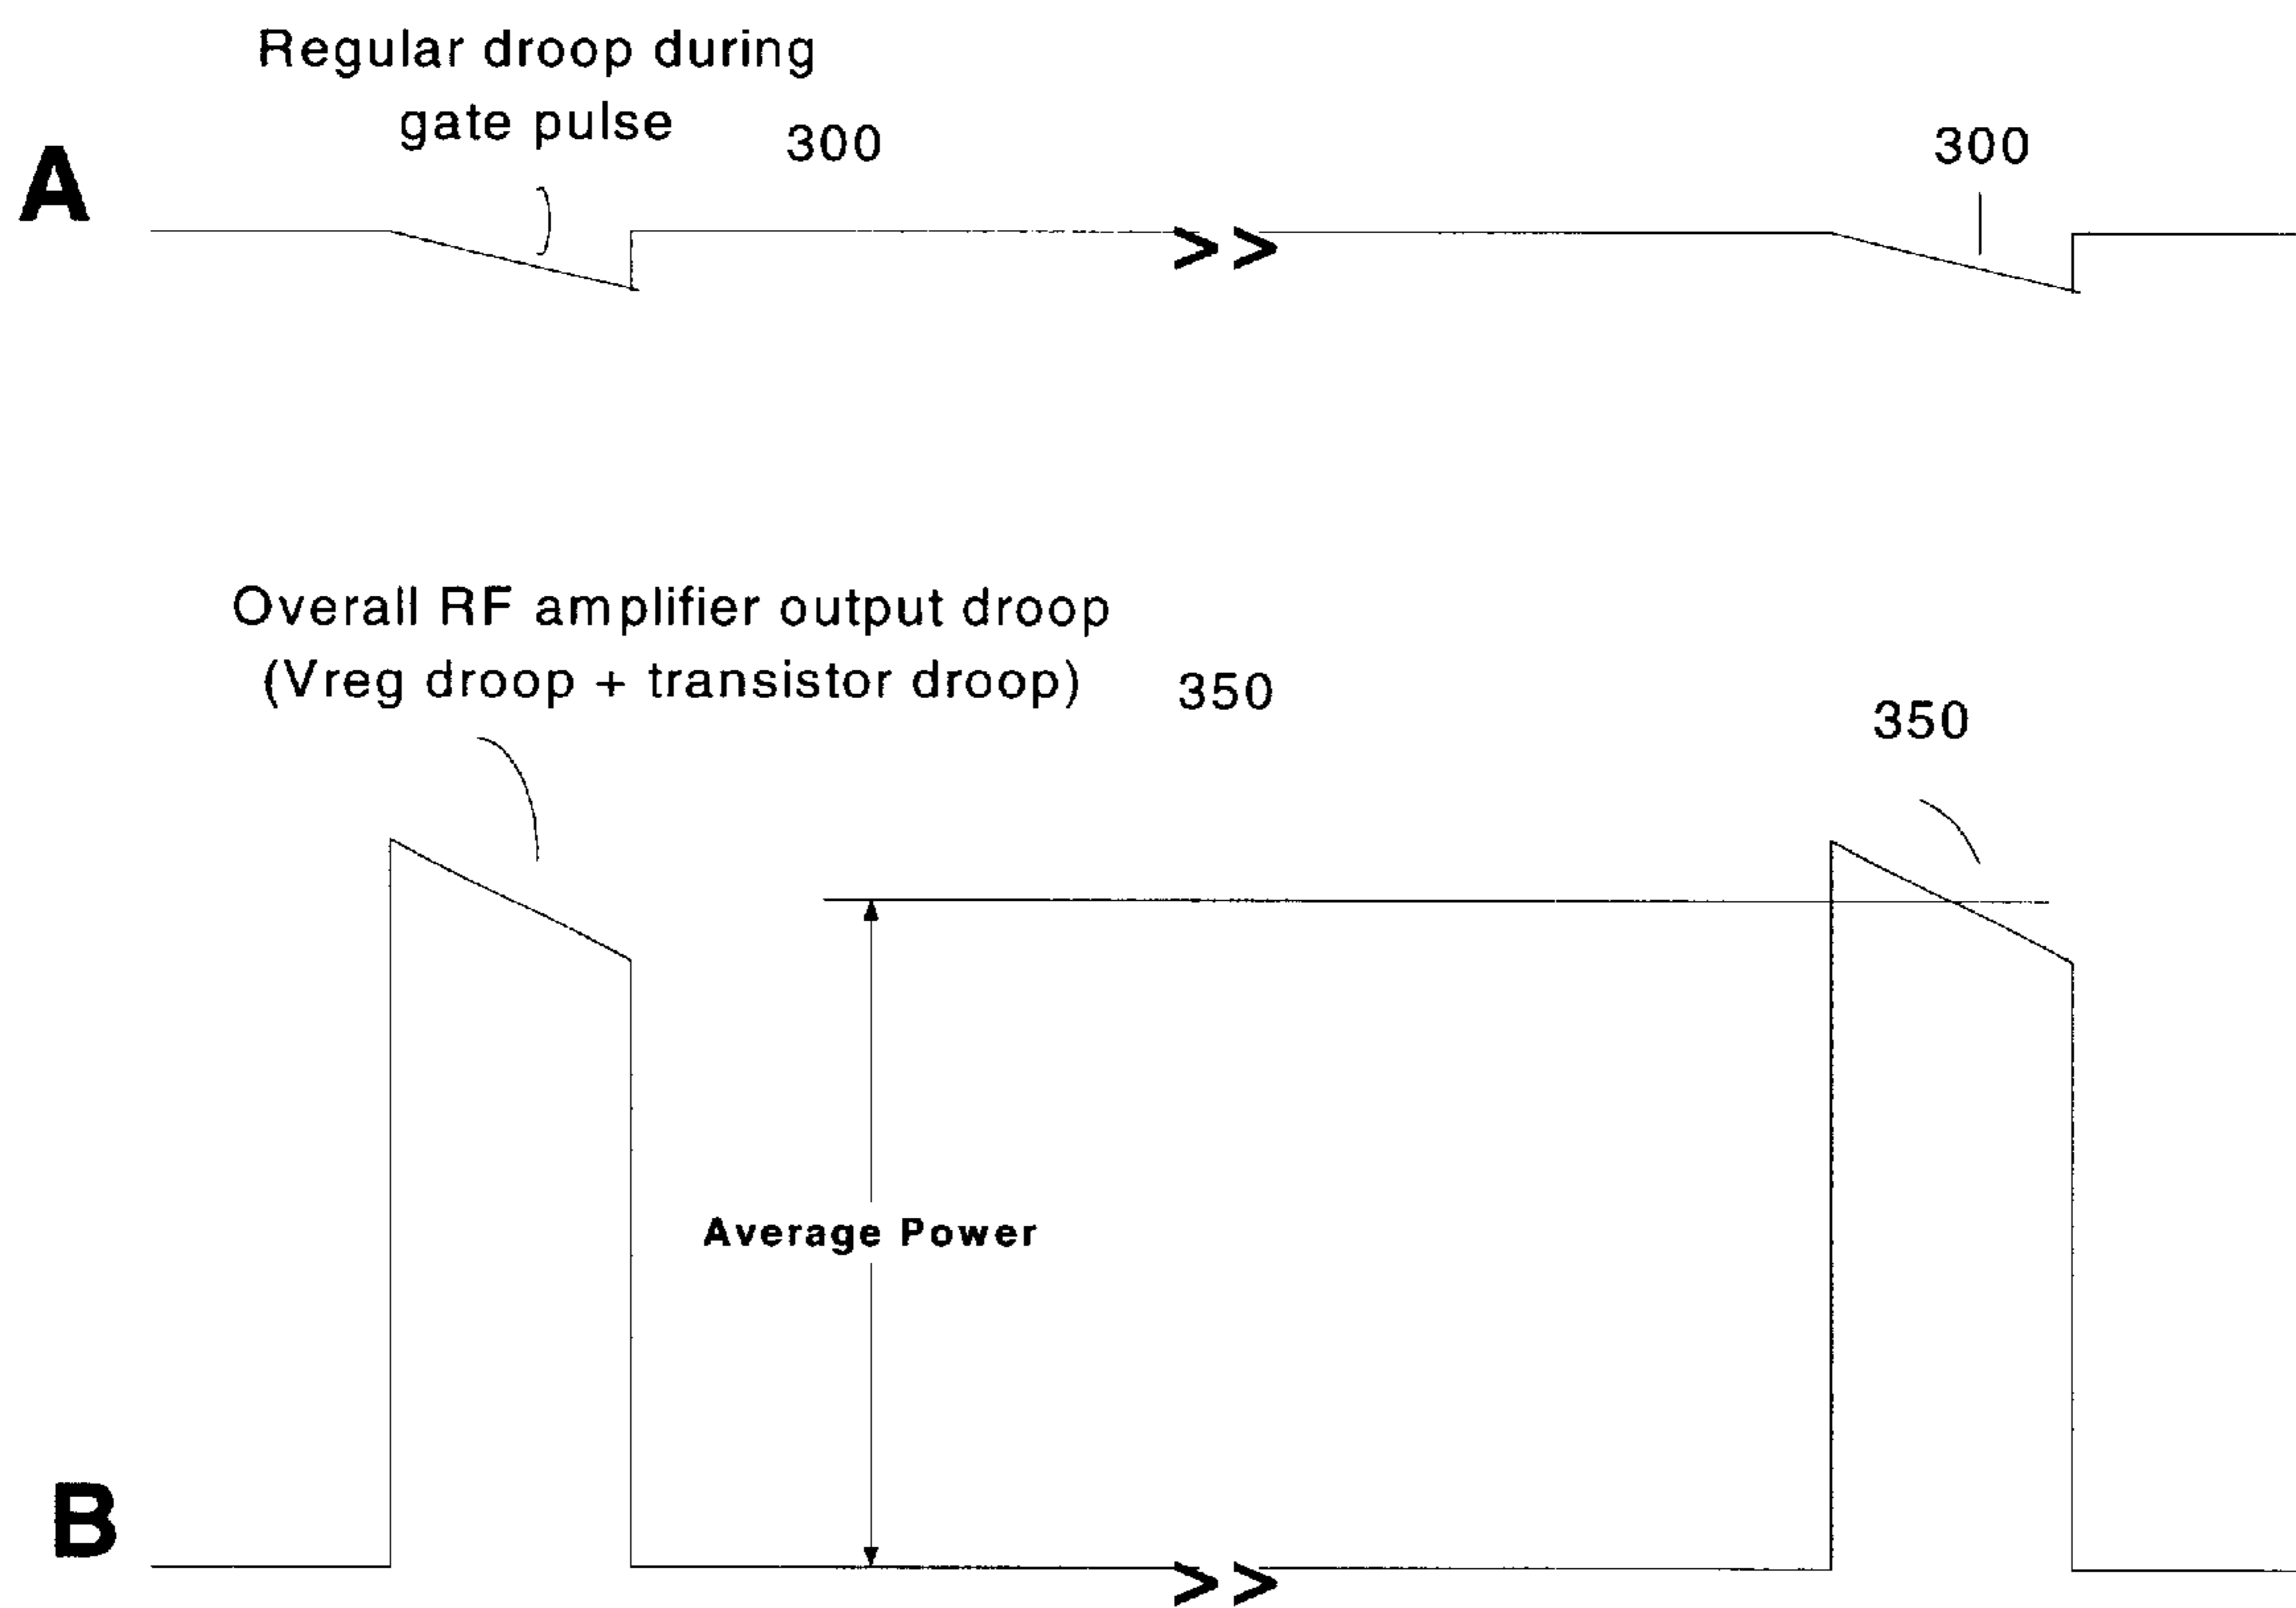 Regular droop during
gate pulse 300
300
A
>>
Overall RF amplifier output droop
(Vreg droop + transistor droop) 350
350
Average Power
B
>>